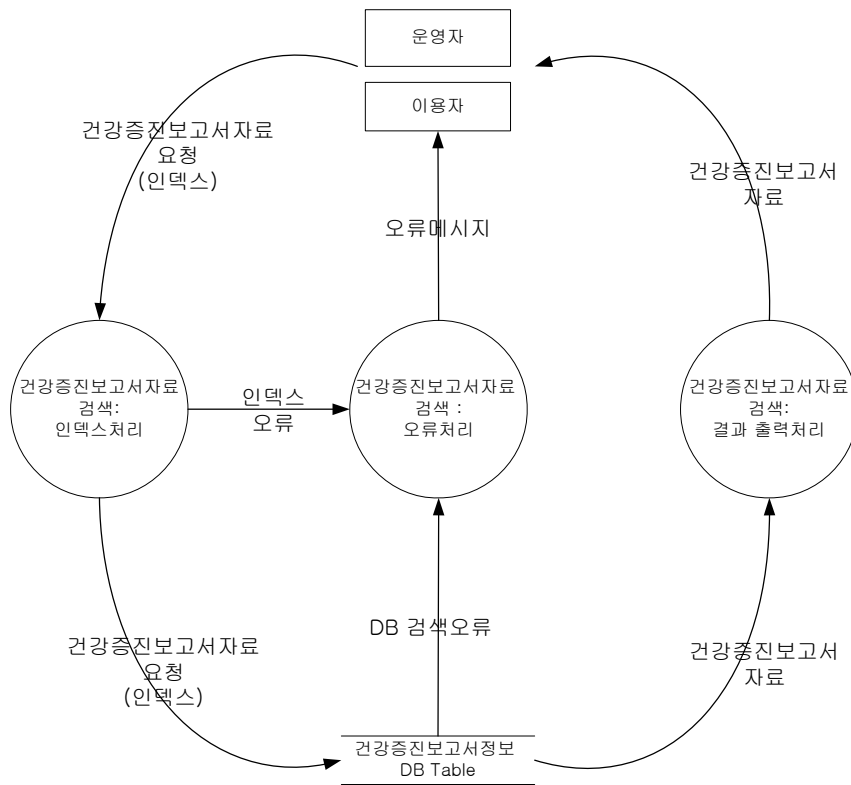 운영자
이용자
건강증진보고서자료
요청
(인덱스)
건강증진보고서
자료
오류메시지
건강증진보고서자료
검색:
인덱스처리
인덱스
오류
건강증진보고서자료
검색 :
오류처리
건강증진보고서자료
검색:
결과 출력처리
건강증진보고서자료
요청
(인덱스)
DB 검색오류
건강증진보고서
자료
건강증진보고서정보
DB Table